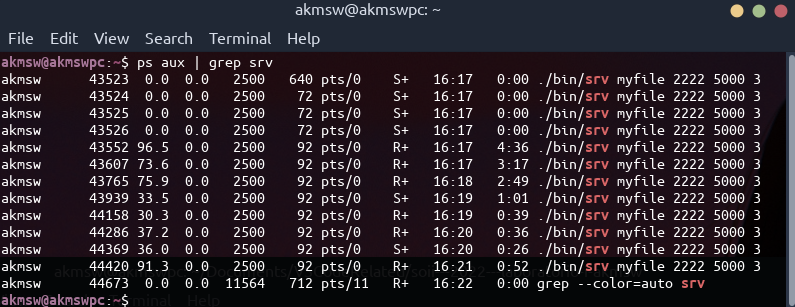 akmsw@akmswpc: ~
File Edit View Search Terminal Help
akmsw@akmswpc:~$ ps aux | grep srv
akmsw 43523 0.0 0.0 2500 640 pts/0 S+ 16:17 0:00 ./bin/srv myfile 2222 5000 3
akmsw 43524 0.0 0.0 2500 72 pts/0 S+ 16:17 0:00 ./bin/srv myfile 2222 5000 3
akmsw 43525 0.0 0.0 2500 72 pts/0 S+ 16:17 0:00 ./bin/srv myfile 2222 5000 3
akmsw 43526 0.0 0.0 2500 72 pts/0 S+ 16:17 0:00 ./bin/srv myfile 2222 5000 3
akmsw 43552 96.5 0.0 2500 92 pts/0 R+ 16:17 4:36 ./bin/srv myfile 2222 5000 3
akmsw 43607 73.6 0.0 2500 92 pts/0 R+ 16:17 3:17 ./bin/srv myfile 2222 5000 3
akmsw 43765 75.9 0.0 2500 92 pts/0 R+ 16:18 2:49 ./bin/srv myfile 2222 5000 3
akmsw 43939 33.5 0.0 2500 92 pts/0 S+ 16:19 1:01 ./bin/srv myfile 2222 5000 3
akmsw 44158 30.3 0.0 2500 92 pts/0 R+ 16:19 0:39 ./bin/srv myfile 2222 5000 3
akmsw 44286 37.2 0.0 2500 92 pts/0 R+ 16:20 0:36 ./bin/srv myfile 2222 5000 3
akmsw 44369 36.0 0.0 2500 92 pts/0 S+ 16:20 0:26 ./bin/srv myfile 2222 5000 3
akmsw 44420 91.3 0.0 2500 92 pts/0 R+ 16:21 0:52 ./bin/srv myfile 2222 5000 3
akmsw 44673 0.0 0.0 11564 712 pts/11 R+ 16:22 0:00 grep --color=auto srv
akmsw@akmswpc:~$